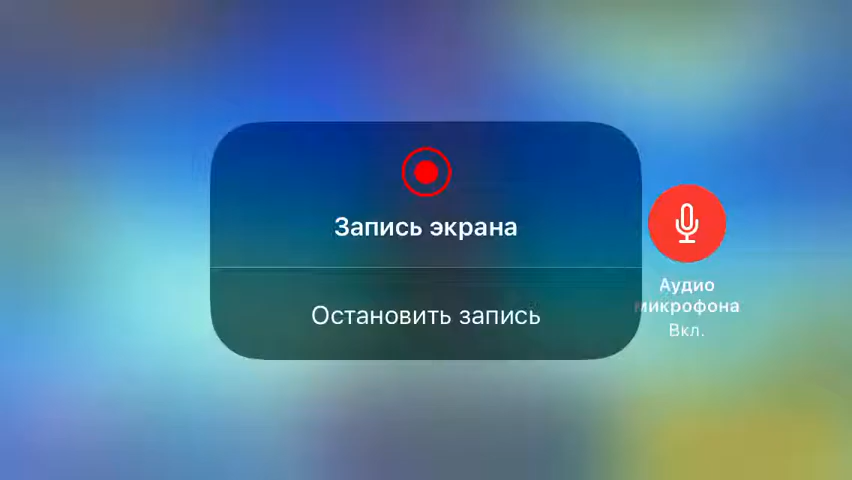 Запись экрана
Остановить запись
Аудио
микрофона
Вкл.